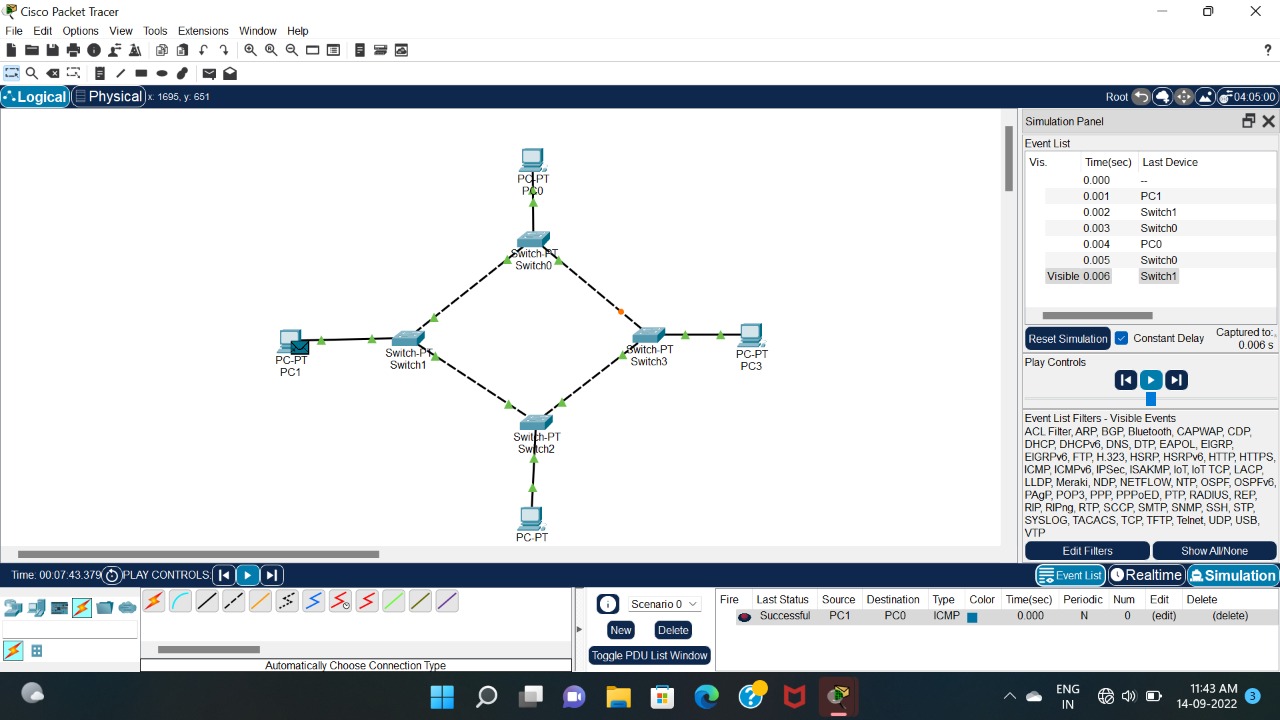 Cisco Packet Tracer
File Edit Options View Tools Extensions Window Help
?
Logical Physical x: 1695, y: 651 Root 04:05:00
PC-PT
PC0
Switch-PT
Switch0
PC-PT
PC1
Switch-PT
Switch1
Switch-PT
Switch3
PC-PT
PC3
Switch-PT
Switch2
PC-PT
Simulation Panel
Event List
Vis. Time(sec) Last Device
0.000 --
0.001 PC1
0.002 Switch1
0.003 Switch0
0.004 PC0
0.005 Switch0
Visible 0.006 Switch1
Reset Simulation Constant Delay Captured to:
0.006 s
Play Controls
Event List Filters - Visible Events
ACL Filter, ARP, BGP, Bluetooth, CAPWAP, CDP,
DHCP, DHCPv6, DNS, DTP, EAPOL, EIGRP,
EIGRPv6, FTP, H.323, HSRP, HSRPv6, HTTP, HTTPS,
ICMP, ICMPv6, IPSec, ISAKMP, IoT, IoT TCP, LACP,
LLDP, Meraki, NDP, NETFLOW, NTP, OSPF, OSPFv6,
PAgP, POP3, PPP, PPPoED, PTP, RADIUS, REP,
RIP, RIPng, RTP, SCCP, SMTP, SNMP, SSH, STP,
SYSLOG, TACACS, TCP, TFTP, Telnet, UDP, USB,
VTP
Edit Filters Show All/None
Time: 00:07:43.379 PLAY CONTROLS: Event List Realtime Simulation
Automatically Choose Connection Type
Scenario 0
New Delete
Toggle PDU List Window
Fire Last Status Source Destination Type Color Time(sec) Periodic Num Edit Delete
Successful PC1 PC0 ICMP 0.000 N 0 (edit) (delete)
ENG
IN
11:43 AM
14-09-2022
3